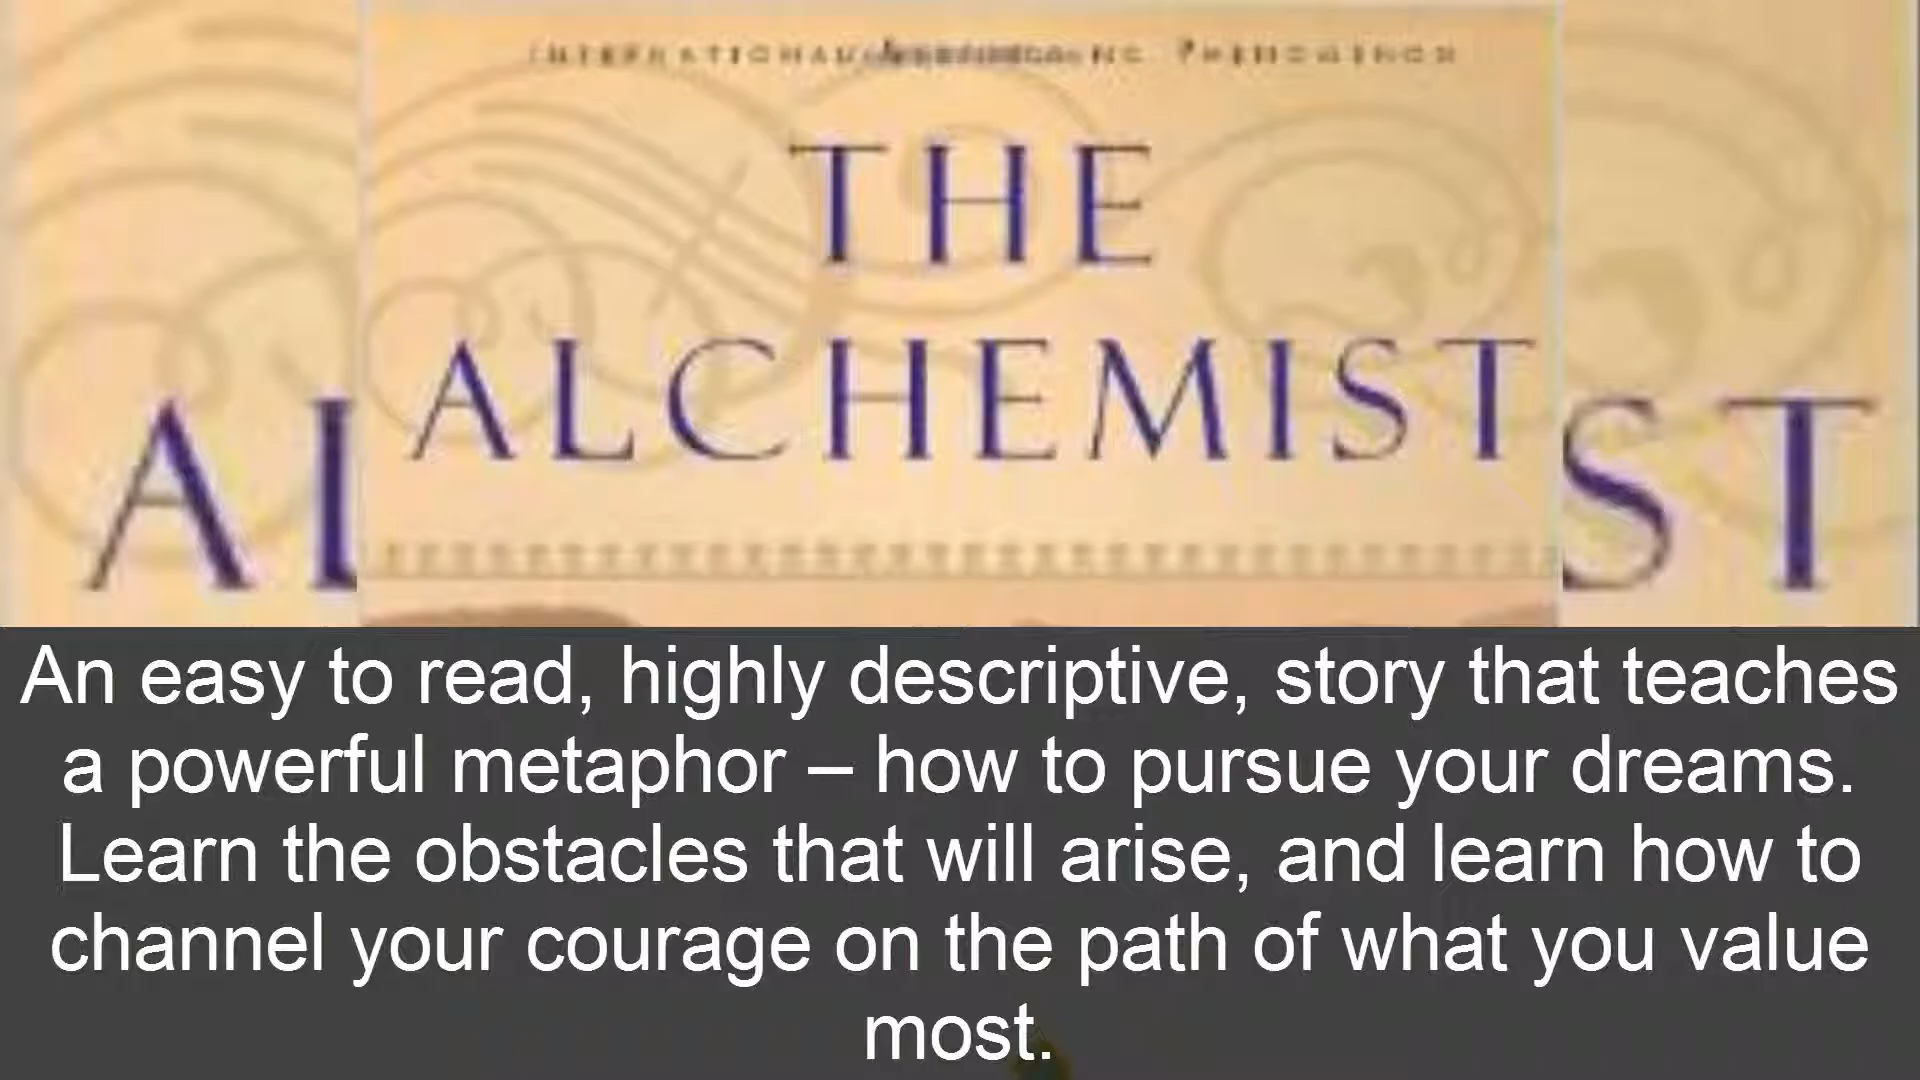 THE
ALCHEMIST
AL
ST
An easy to read, highly descriptive, story that teaches
a powerful metaphor – how to pursue your dreams.
Learn the obstacles that will arise, and learn how to
channel your courage on the path of what you value
most.